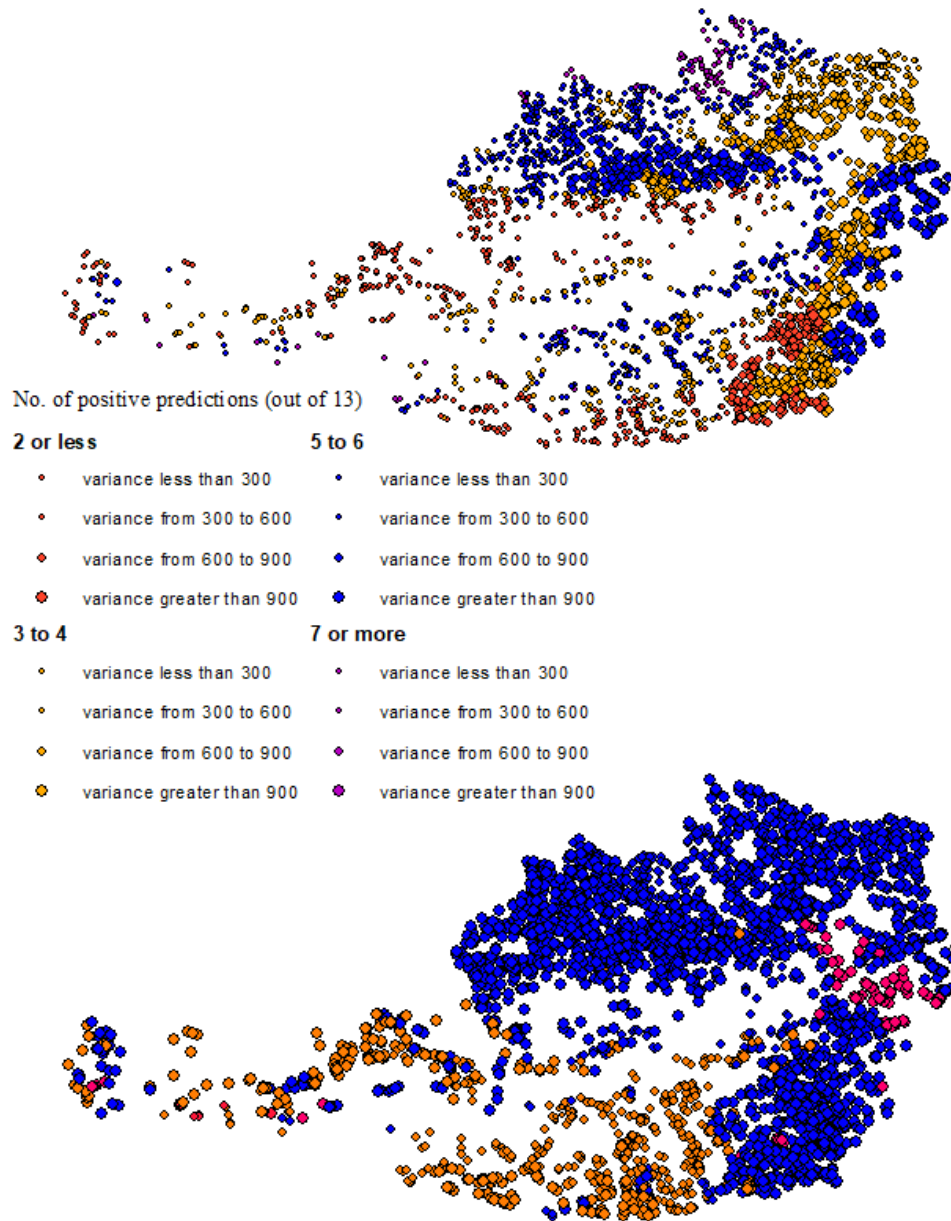 No. of positive predictions (out of 13)
2 or less
variance less than 300
variance from 300 to 600
variance from 600 to 900
variance greater than 900
3 to 4
variance less than 300
variance from 300 to 600
variance from 600 to 900
variance greater than 900
5 to 6
variance less than 300
variance from 300 to 600
variance from 600 to 900
variance greater than 900
7 or more
variance less than 300
variance from 300 to 600
variance from 600 to 900
variance greater than 900